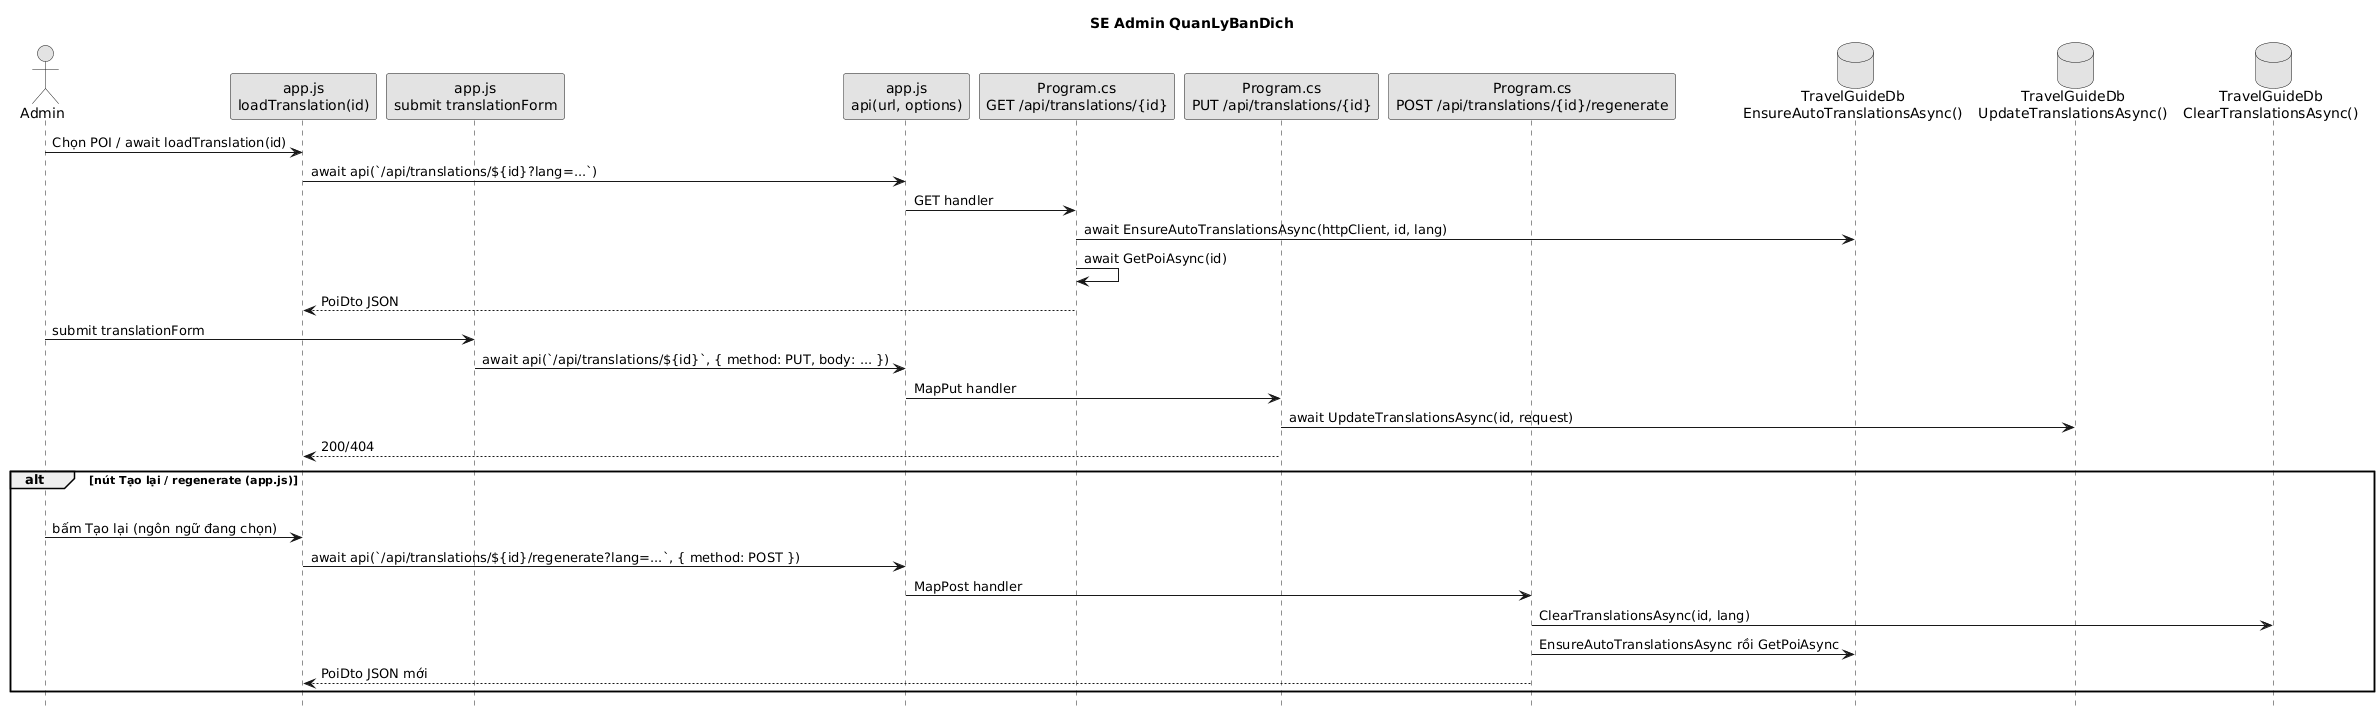 SE Admin QuanLyBanDich
Admin
app.js
loadTranslation(id)
app.js
submit translationForm
app.js
api(url, options)
Program.cs
GET /api/translations/{id}
Program.cs
PUT /api/translations/{id}
Program.cs
POST /api/translations/{id}/regenerate
TravelGuideDb
EnsureAutoTranslationsAsync()
TravelGuideDb
UpdateTranslationsAsync()
TravelGuideDb
ClearTranslationsAsync()
Chọn POI / await loadTranslation(id)
await api(`/api/translations/${id}?lang=...`)
GET handler
await EnsureAutoTranslationsAsync(httpClient, id, lang)
await GetPoiAsync(id)
PoiDto JSON
submit translationForm
await api(`/api/translations/${id}`, { method: PUT, body: ... })
MapPut handler
await UpdateTranslationsAsync(id, request)
200/404
alt [nút Tạo lại / regenerate (app.js)]
bấm Tạo lại (ngôn ngữ đang chọn)
await api(`/api/translations/${id}/regenerate?lang=...`, { method: POST })
MapPost handler
ClearTranslationsAsync(id, lang)
EnsureAutoTranslationsAsync rồi GetPoiAsync
PoiDto JSON mới